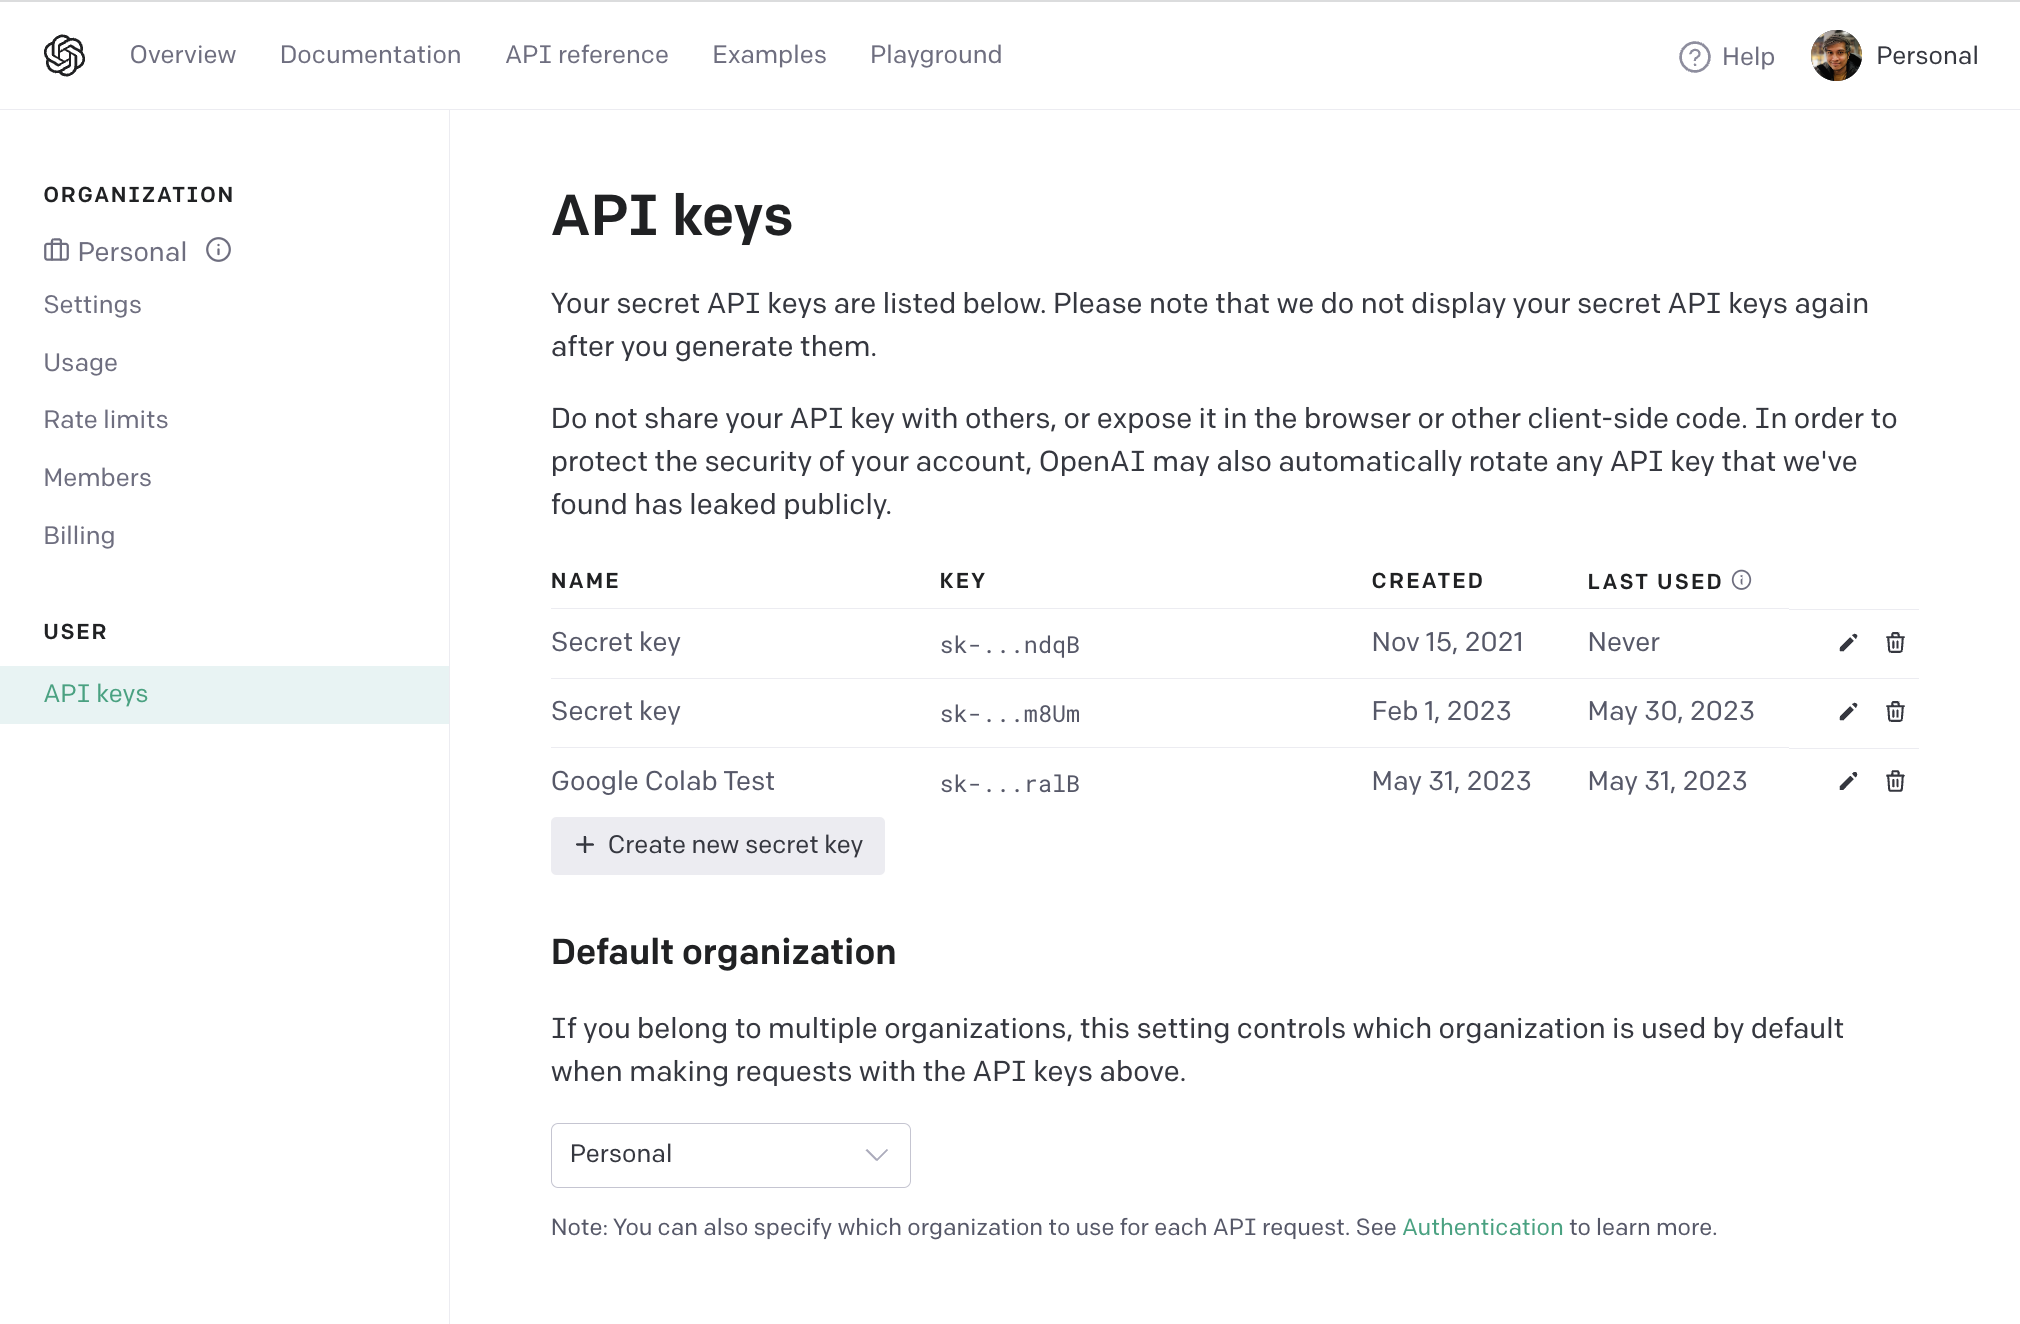 Overview Documentation API reference Examples Playground Help Personal
ORGANIZATION
Personal
Settings
Usage
Rate limits
Members
Billing
USER
API keys
API keys
Your secret API keys are listed below. Please note that we do not display your secret API keys again
after you generate them.
Do not share your API key with others, or expose it in the browser or other client-side code. In order to
protect the security of your account, OpenAI may also automatically rotate any API key that we've
found has leaked publicly.
NAME KEY CREATED LAST USED
Secret key sk-...ndqB Nov 15, 2021 Never
Secret key sk-...m8Um Feb 1, 2023 May 30, 2023
Google Colab Test sk-...ralB May 31, 2023 May 31, 2023
+ Create new secret key
Default organization
If you belong to multiple organizations, this setting controls which organization is used by default
when making requests with the API keys above.
Personal
Note: You can also specify which organization to use for each API request. See Authentication to learn more.